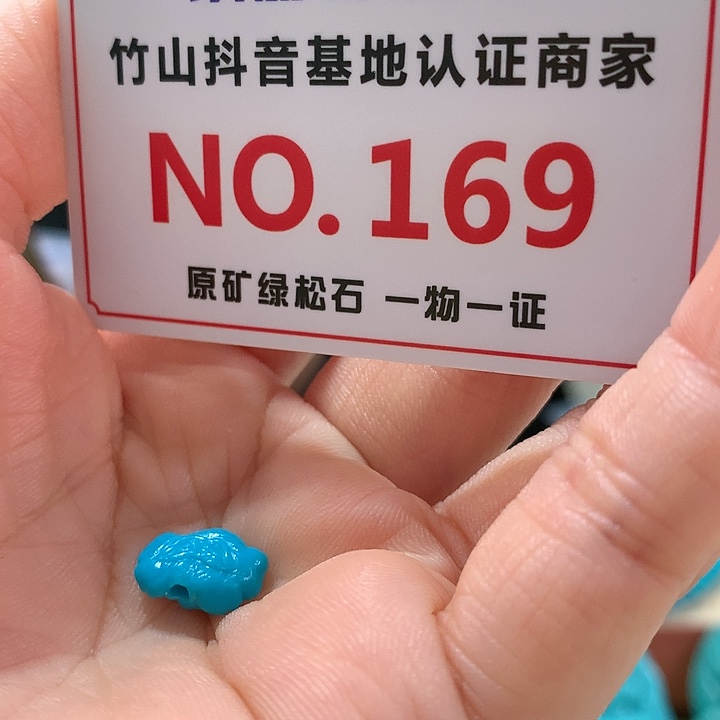 竹山抖音基地认证商家
NO.169
原矿绿松石 一物一证